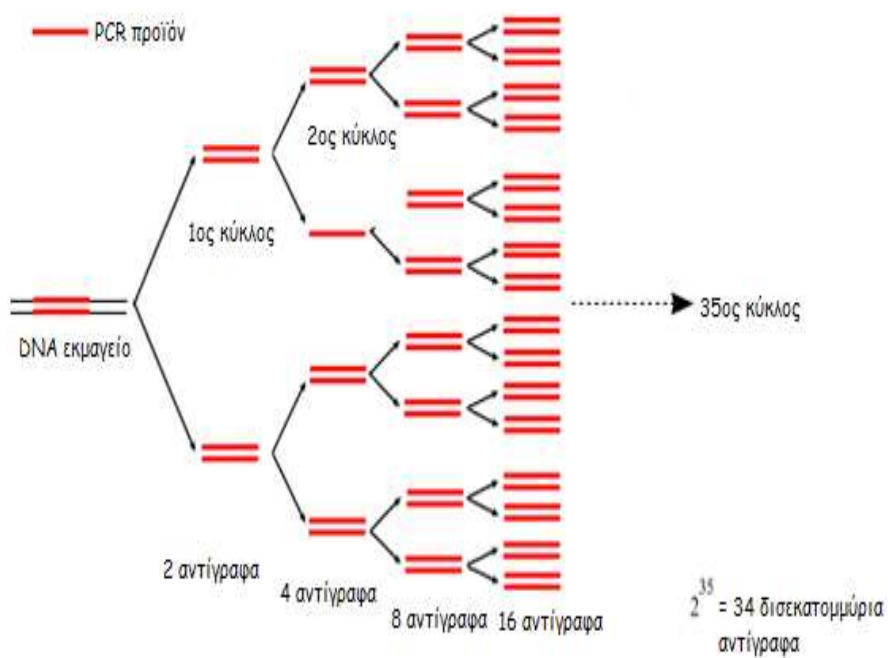 PCR προϊόν
2ος κύκλος
1ος κύκλος
35ος κύκλος
DNA εκμαγείο
2 αντίγραφα
4 αντίγραφα
8 αντίγραφα 16 αντίγραφα
2^35 = 34 δισεκατομμύρια
αντίγραφα